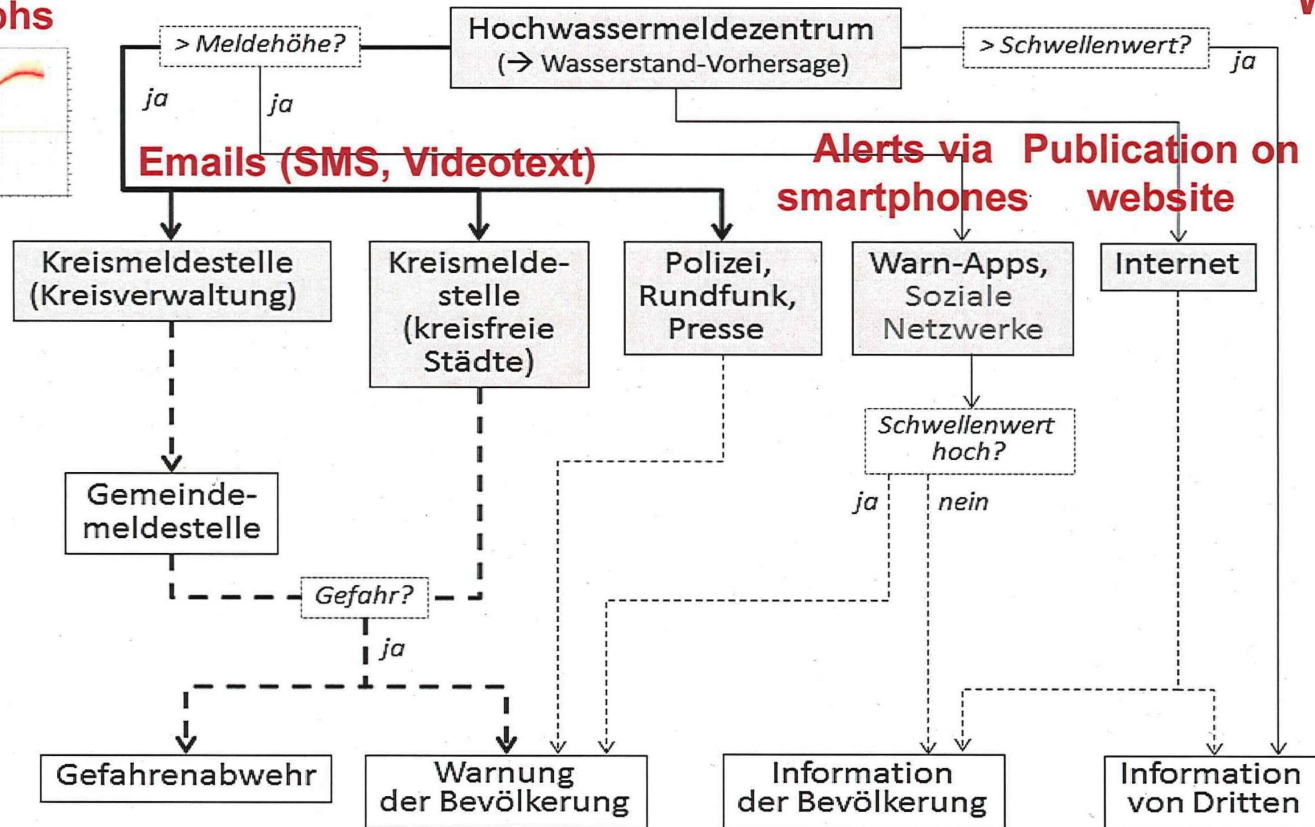 > Meldehöhe?
Hochwassermeldezentrum
(→ Wasserstand-Vorhersage)
> Schwellenwert?
ja
ja
ja
Emails (SMS, Videotext)
Alerts via
smartphones
Publication on
website
Kreismeldestelle
(Kreisverwaltung)
Kreismelde-
stelle
(kreisfreie
Städte)
Polizei,
Rundfunk,
Presse
Warn-Apps,
Soziale
Netzwerke
Internet
Schwellenwert
hoch?
ja
nein
Gemeinde-
meldestelle
Gefahr?
ja
Gefahrenabwehr
Warnung
der Bevölkerung
Information
der Bevölkerung
Information
von Dritten